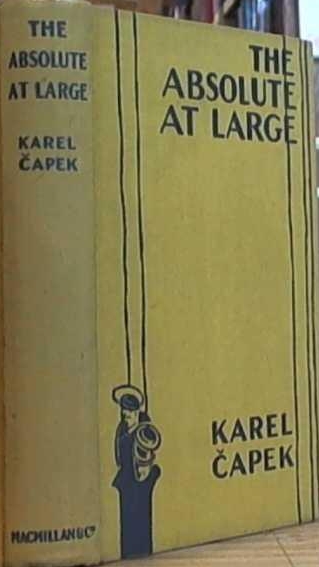 THE
ABSOLUTE
AT LARGE
KAREL
ČAPEK
MACMILLAN & Co
THE
ABSOLUTE
AT LARGE
KAREL
ČAPEK